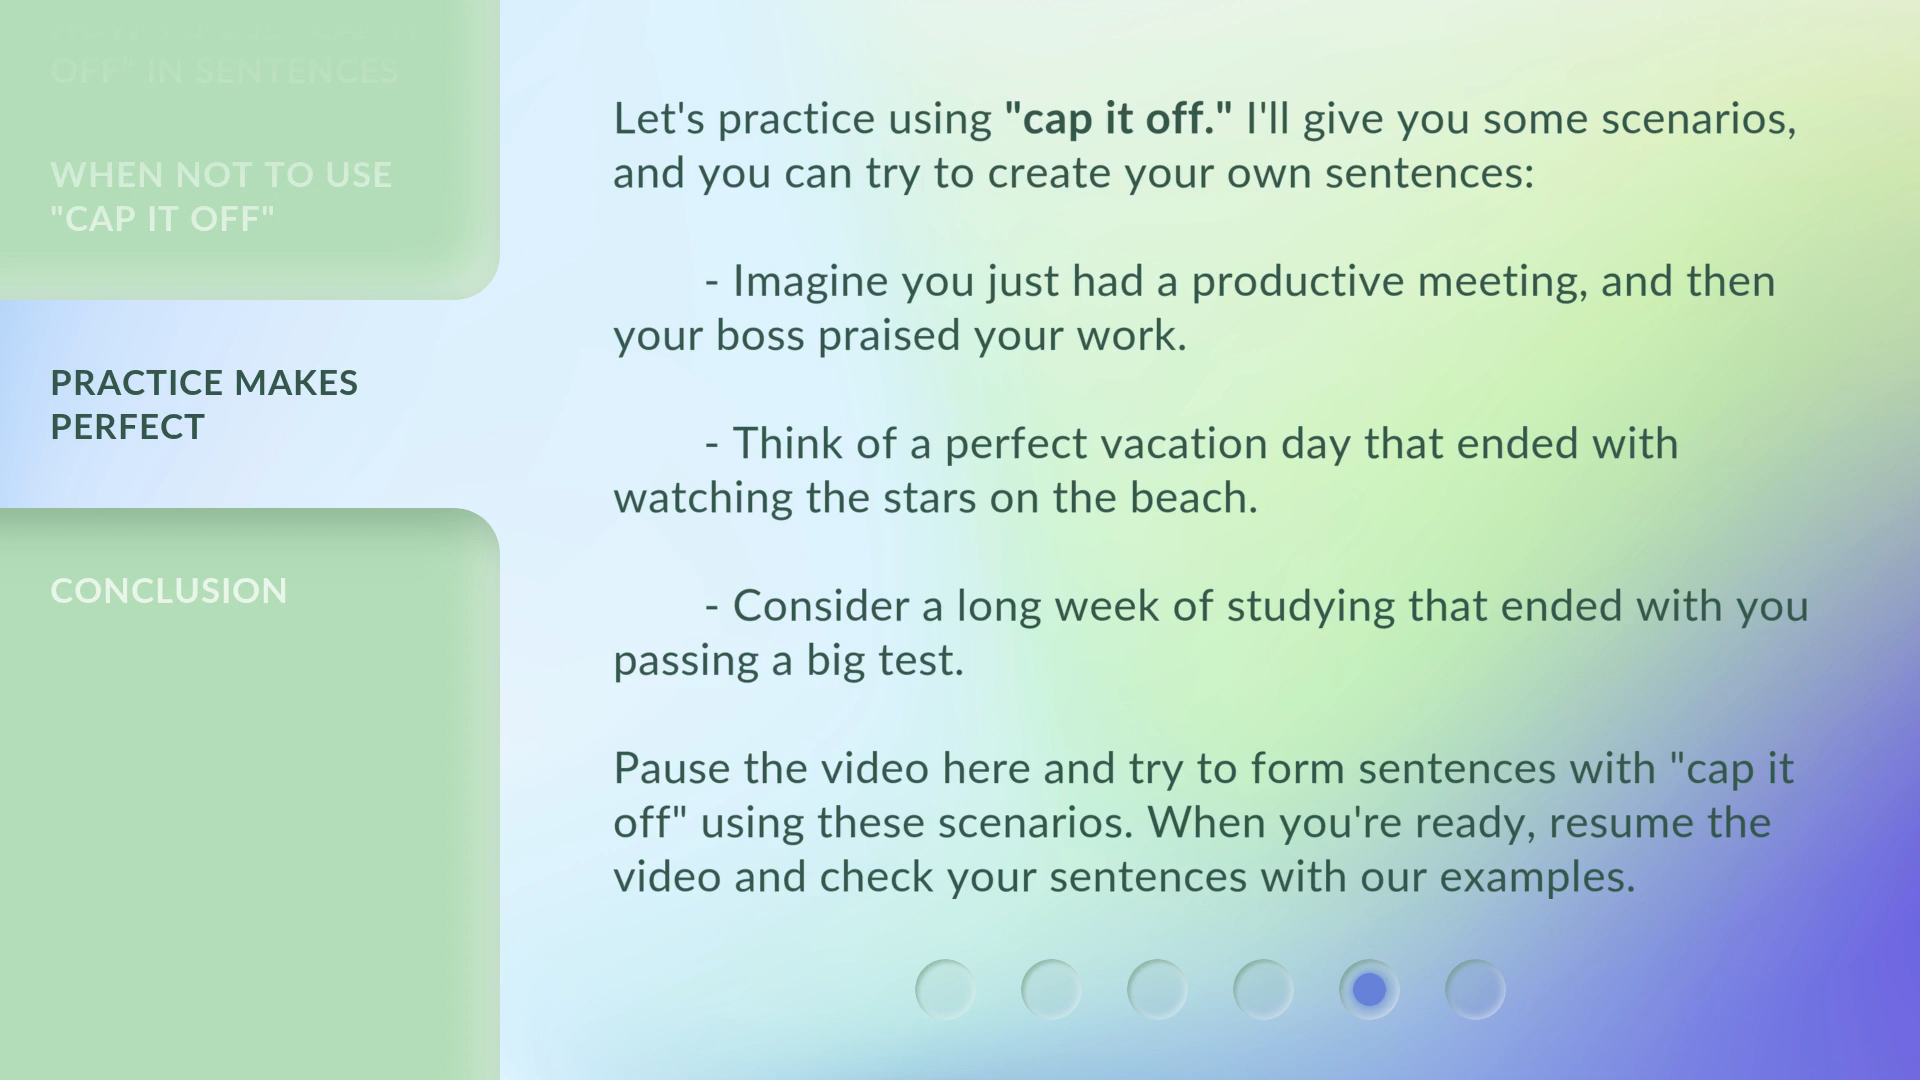 OFF" IN SENTENCES
WHEN NOT TO USE
"CAP IT OFF"
PRACTICE MAKES
PERFECT
CONCLUSION
Let's practice using "cap it off." I'll give you some scenarios,
and you can try to create your own sentences:
- Imagine you just had a productive meeting, and then
your boss praised your work.
- Think of a perfect vacation day that ended with
watching the stars on the beach.
- Consider a long week of studying that ended with you
passing a big test.
Pause the video here and try to form sentences with "cap it
off" using these scenarios. When you're ready, resume the
video and check your sentences with our examples.